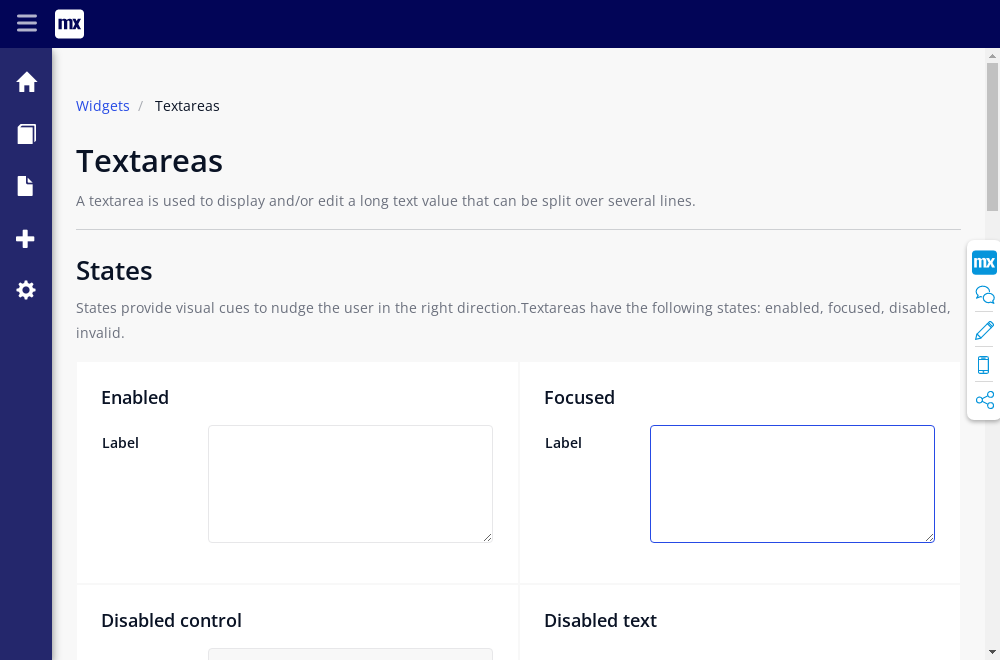 mx
Widgets / Textareas
Textareas
A textarea is used to display and/or edit a long text value that can be split over several lines.
States
States provide visual cues to nudge the user in the right direction.Textareas have the following states: enabled, focused, disabled,
invalid.
mx
Enabled
Focused
Label
Label
Disabled control
Disabled text